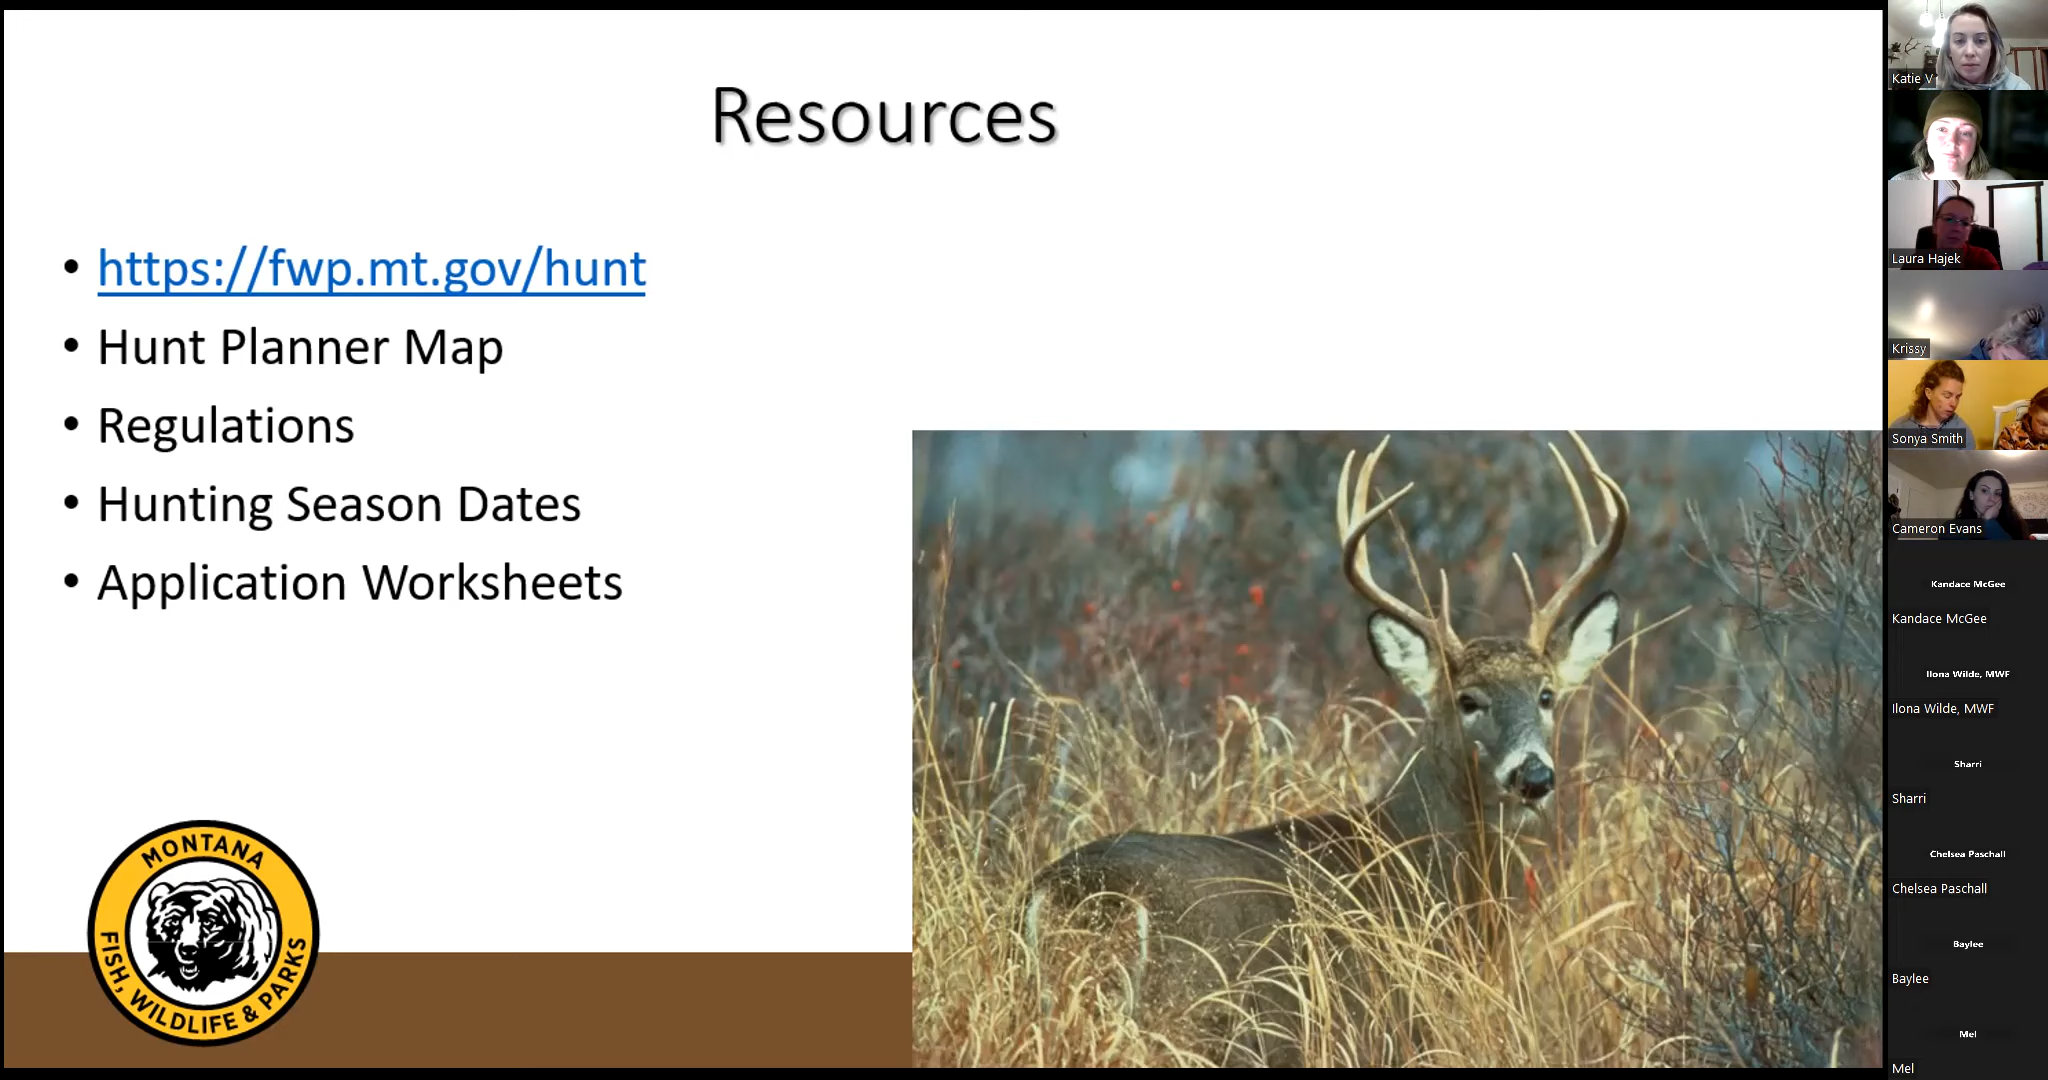 Resources
• https://fwp.mt.gov/hunt
• Hunt Planner Map
• Regulations
• Hunting Season Dates
• Application Worksheets
MONTANA
FISH, WILDLIFE & PARKS
Katie V
Laura Hajek
Krissy
Sonya Smith
Cameron Evans
Kandace McGee
Kandace McGee
Ilona Wilde, MWF
Ilona Wilde, MWF
Sharri
Sharri
Chelsea Paschall
Chelsea Paschall
Baylee
Baylee
Mel
Mel